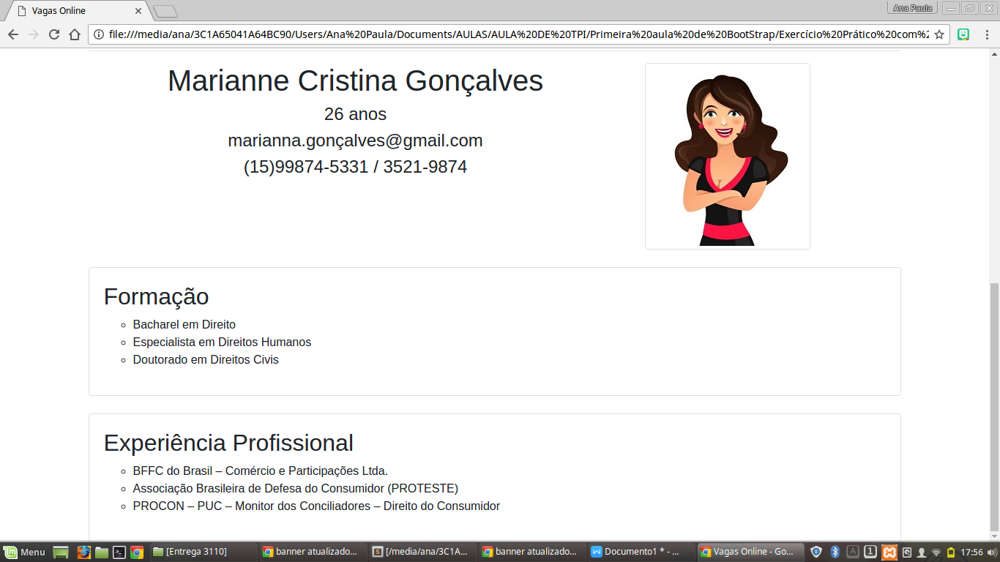 Vagas Online
Ana Paula
file:///media/ana/3C1A65041A64BC90/Users/Ana%20Paula/Documents/AULAS/AULA%20DE%20TPI/Primeira%20aula%20de%20BootStrap/Exercício%20Prático%20com%2
Marianne Cristina Gonçalves
26 anos
marianna.gonçalves@gmail.com
(15)99874-5331 / 3521-9874
Formação
Bacharel em Direito
Especialista em Direitos Humanos
Doutorado em Direitos Civis
Experiência Profissional
BFFC do Brasil – Comércio e Participações Ltda.
Associação Brasileira de Defesa do Consumidor (PROTESTE)
PROCON – PUC – Monitor dos Conciliadores – Direito do Consumidor
Menu [Entrega 3110] banner atualizado... [/media/ana/3C1A... banner atualizado... Documento1 * - ... Vagas Online - Go... A 1 17:56